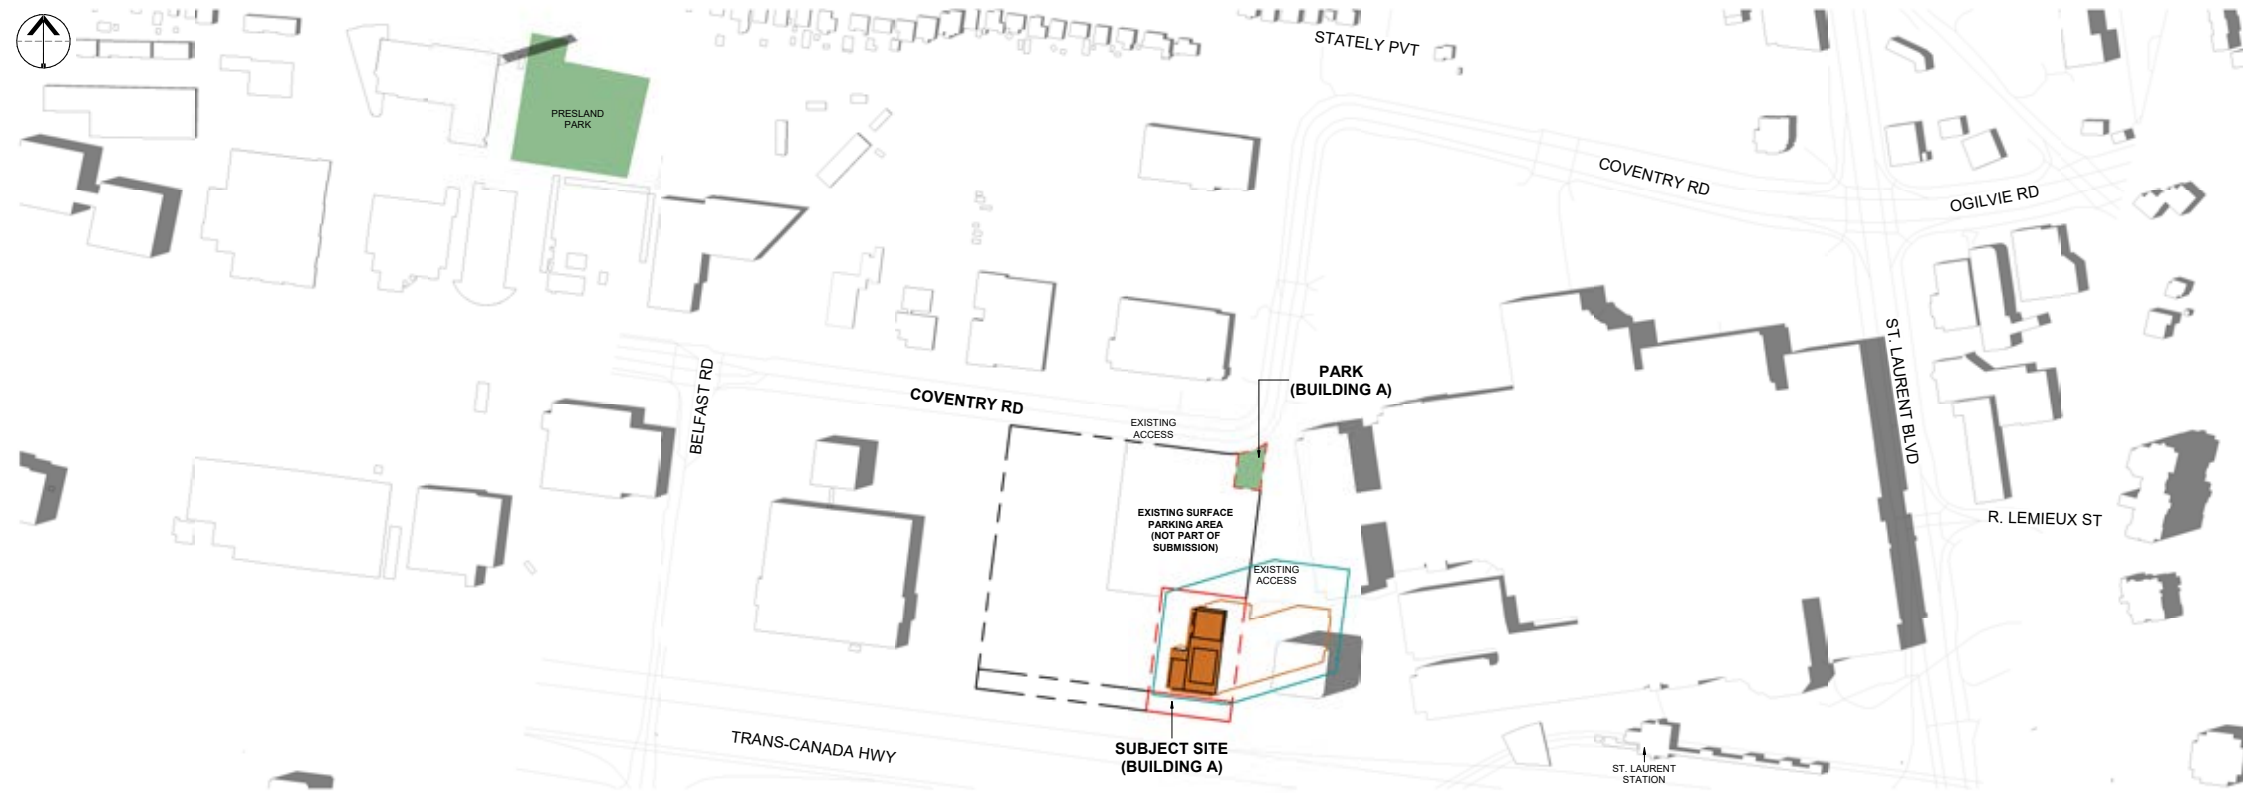 STATELY PVT
PRESLAND
PARK
COVENTRY RD
OGILVIE RD
ST. LAURENT BLVD
BELFAST RD
PARK
(BUILDING A)
COVENTRY RD
EXISTING
ACCESS
EXISTING SURFACE
PARKING AREA
(NOT PART OF
SUBMISSION)
R. LEMIEUX ST
EXISTING
ACCESS
TRANS-CANADA HWY
SUBJECT SITE
(BUILDING A)
ST. LAURENT
STATION